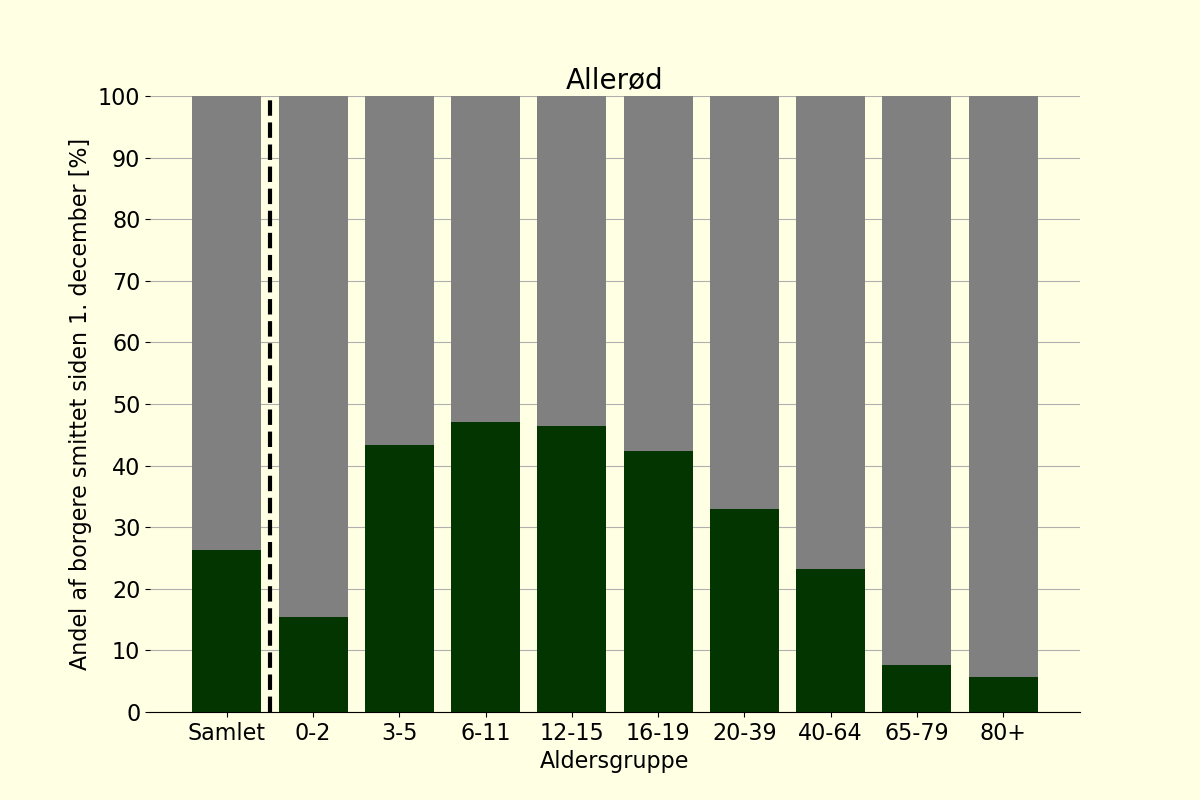 Allerød
Andel af borgere smittet siden 1. december [%]
100
90
80
70
60
50
40
30
20
10
0
Samlet 0-2 3-5 6-11 12-15 16-19 20-39 40-64 65-79 80+
Aldersgruppe